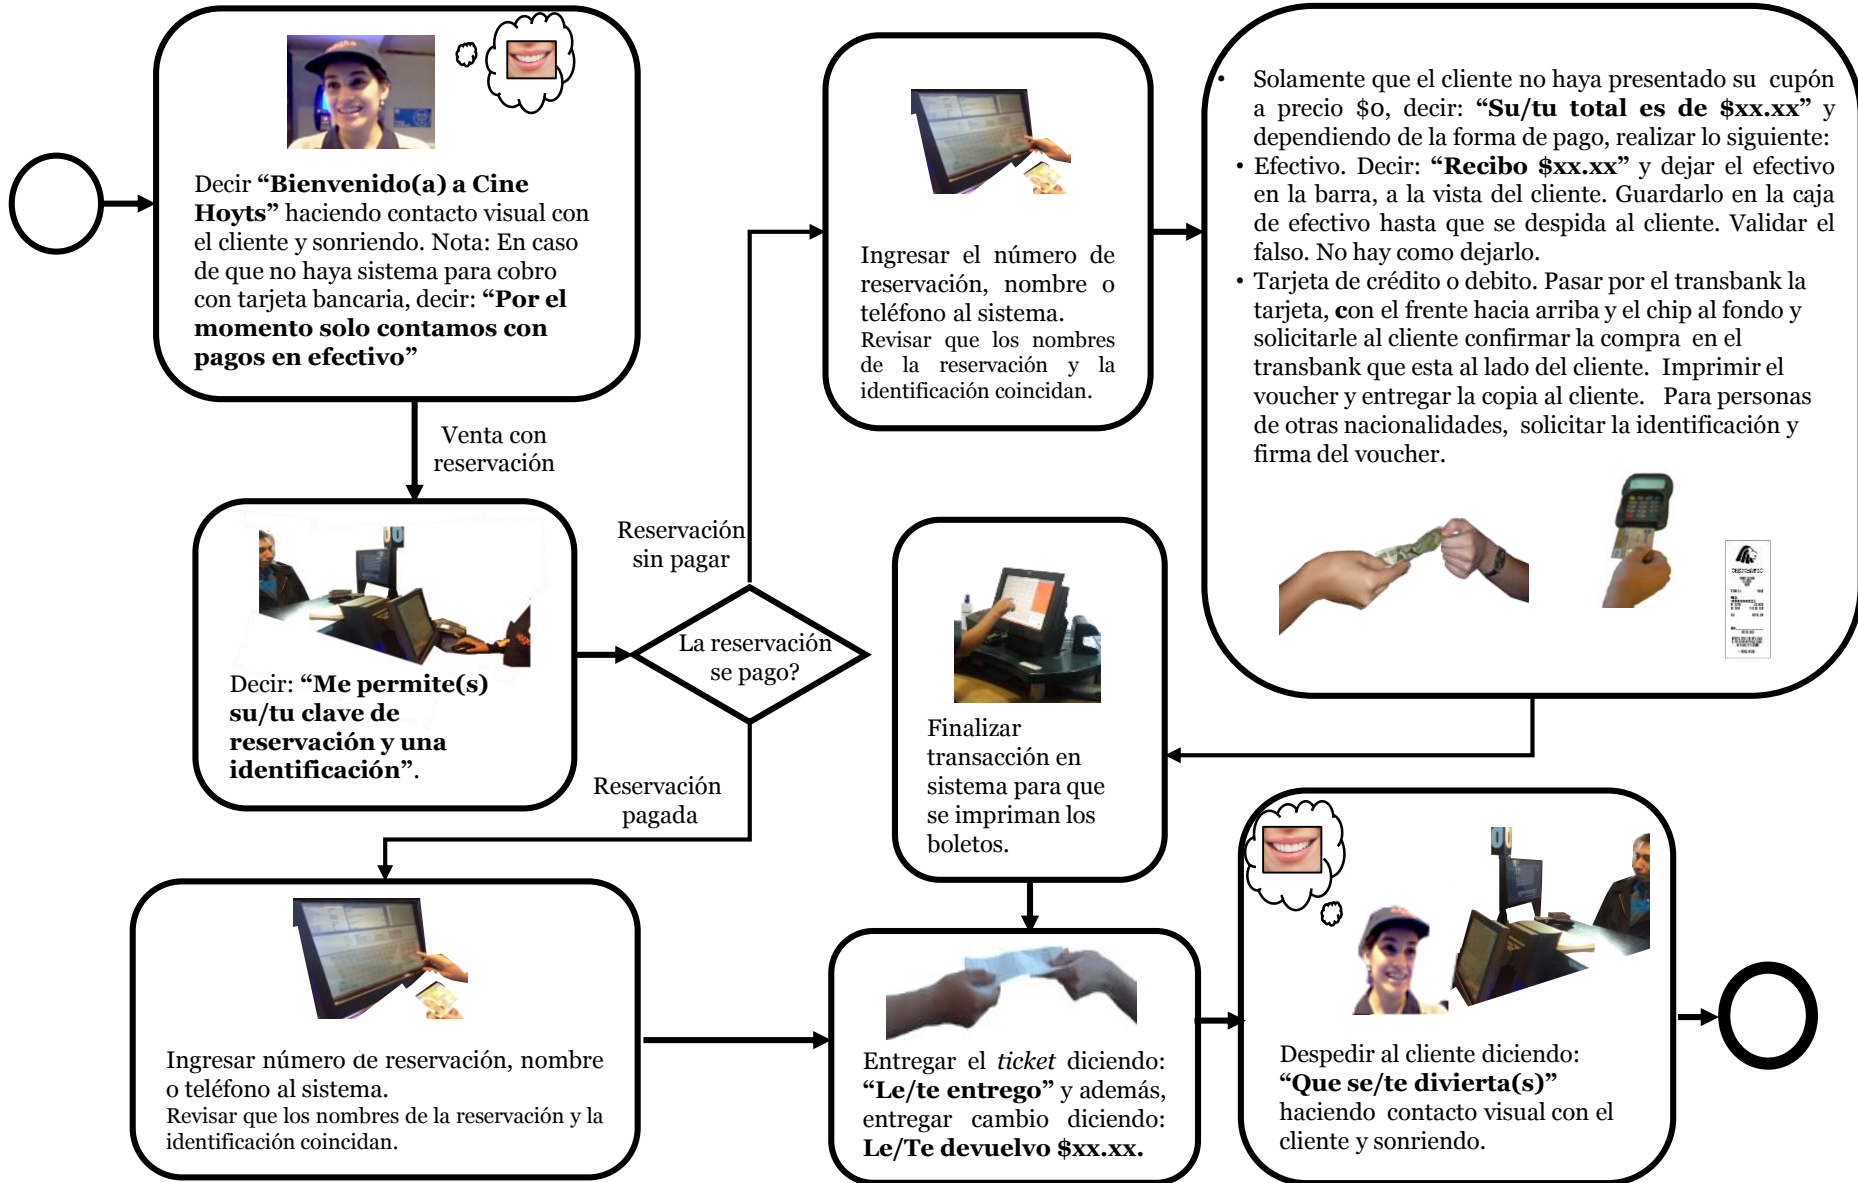 Decir “Bienvenido(a) a Cine
Hoyts” haciendo contacto visual con
el cliente y sonriendo. Nota: En caso
de que no haya sistema para cobro
con tarjeta bancaria, decir: “Por el
momento solo contamos con
pagos en efectivo”
Venta con
reservación
Decir: “Me permite(s)
su/tu clave de
reservación y una
identificación”.
La reservación
se pago?
Reservación
sin pagar
Ingresar el número de
reservación, nombre o
teléfono al sistema.
Revisar que los nombres
de la reservación y la
identificación coincidan.
• Solamente que el cliente no haya presentado su cupón
a precio $0, decir: “Su/tu total es de $xx.xx” y
dependiendo de la forma de pago, realizar lo siguiente:
• Efectivo. Decir: “Recibo $xx.xx” y dejar el efectivo
en la barra, a la vista del cliente. Guardarlo en la caja
de efectivo hasta que se despida al cliente. Validar el
falso. No hay como dejarlo.
• Tarjeta de crédito o debito. Pasar por el transbank la
tarjeta, con el frente hacia arriba y el chip al fondo y
solicitarle al cliente confirmar la compra en el
transbank que esta al lado del cliente. Imprimir el
voucher y entregar la copia al cliente. Para personas
de otras nacionalidades, solicitar la identificación y
firma del voucher.
Finalizar
transacción en
sistema para que
se impriman los
boletos.
Reservación
pagada
Ingresar número de reservación, nombre
o teléfono al sistema.
Revisar que los nombres de la reservación y la
identificación coincidan.
Entregar el ticket diciendo:
“Le/te entrego” y además,
entregar cambio diciendo:
Le/Te devuelvo $xx.xx.
Despedir al cliente diciendo:
“Que se/te divierta(s)”
haciendo contacto visual con el
cliente y sonriendo.